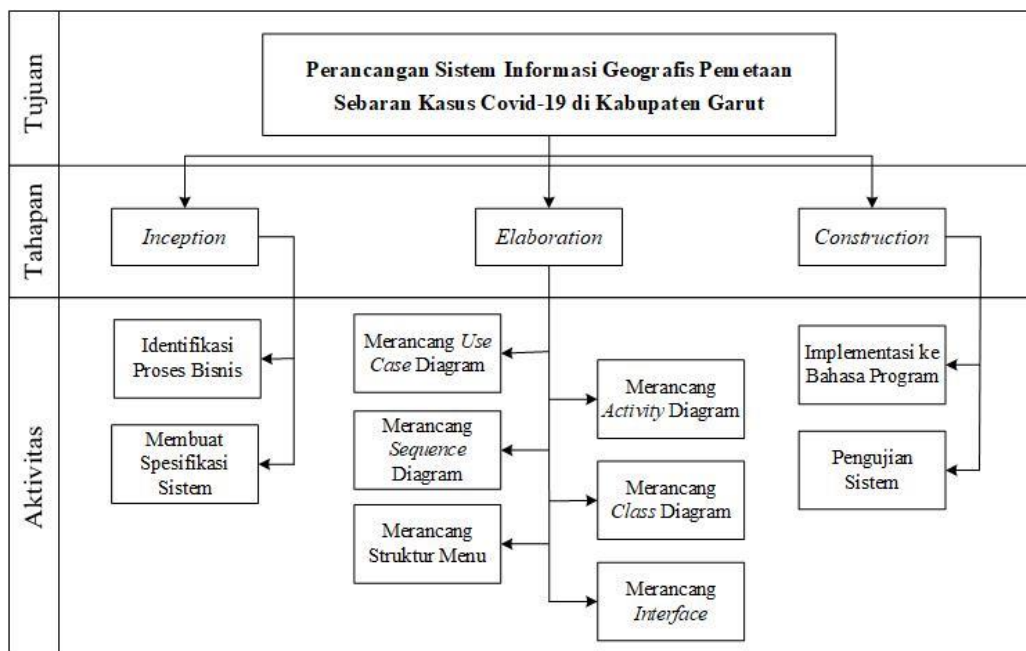 Tujuan
Perancangan Sistem Informasi Geografis Pemetaan
Sebaran Kasus Covid-19 di Kabupaten Garut
Tahapan
Inception
Elaboration
Construction
Aktivitas
Identifikasi
Proses Bisnis
Membuat
Spesifikasi
Sistem
Merancang Use
Case Diagram
Merancang
Activity Diagram
Merancang
Sequence
Diagram
Merancang
Class Diagram
Merancang
Struktur Menu
Merancang
Interface
Implementasi ke
Bahasa Program
Pengujian
Sistem